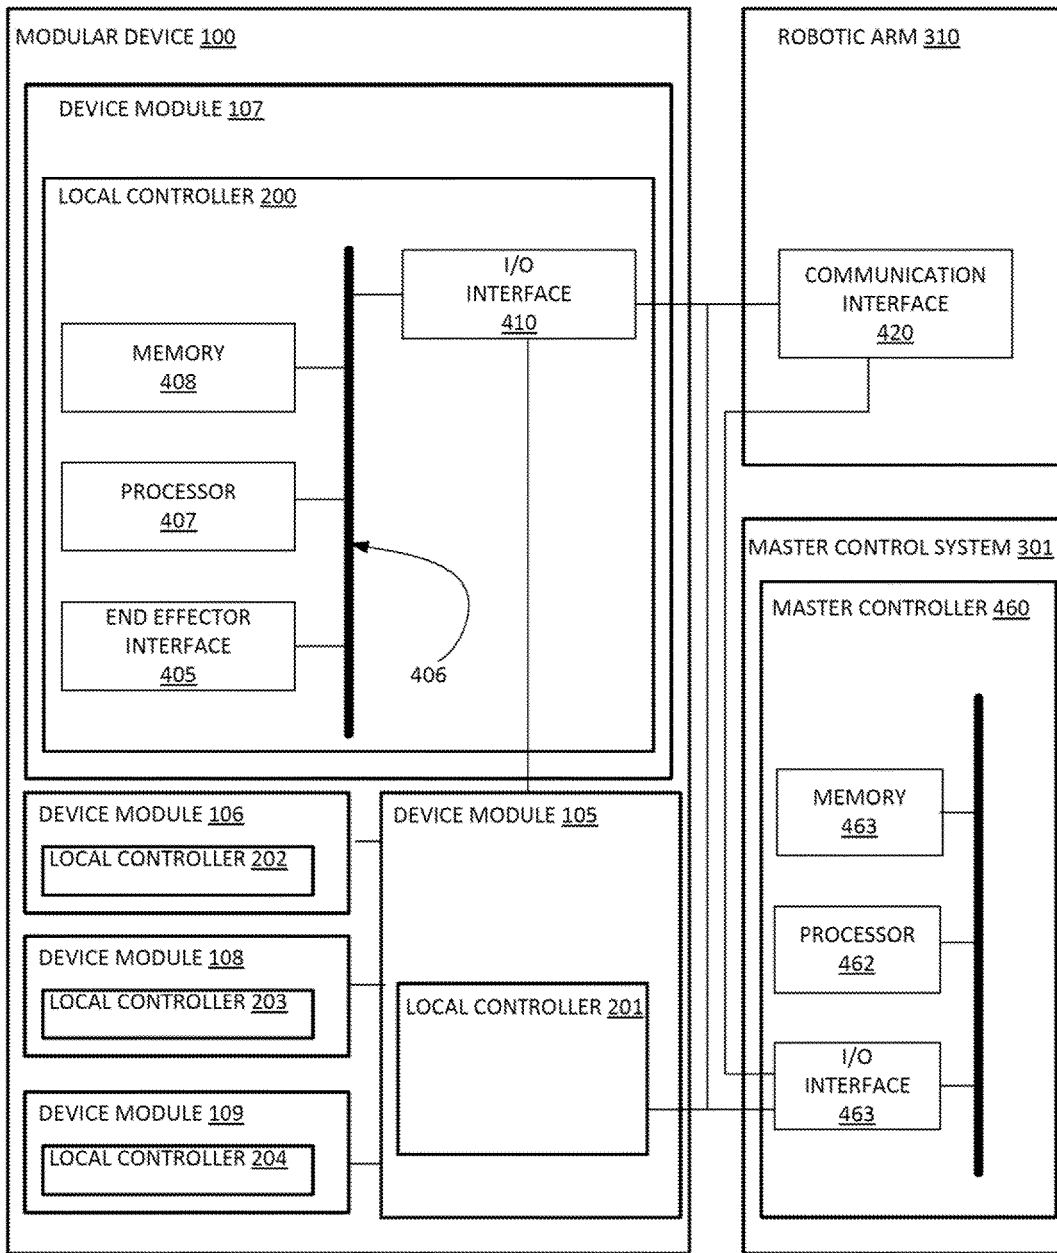 MODULAR DEVICE 100
DEVICE MODULE 107
LOCAL CONTROLLER 200
I/O
INTERFACE
410
MEMORY
408
PROCESSOR
407
END EFFECTOR
INTERFACE
405
406
DEVICE MODULE 106
LOCAL CONTROLLER 202
DEVICE MODULE 108
LOCAL CONTROLLER 203
DEVICE MODULE 109
LOCAL CONTROLLER 204
DEVICE MODULE 105
LOCAL CONTROLLER 201
ROBOTIC ARM 310
COMMUNICATION
INTERFACE
420
MASTER CONTROL SYSTEM 301
MASTER CONTROLLER 460
MEMORY
463
PROCESSOR
462
I/O
INTERFACE
463